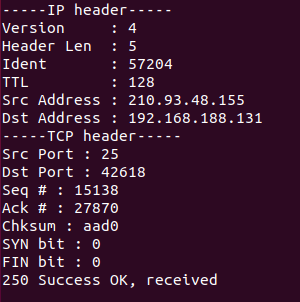 -----IP header-----
Version     : 4
Header Len  : 5
Ident       : 57204
TTL         : 128
Src Address : 210.93.48.155
Dst Address : 192.168.188.131
-----TCP header-----
Src Port : 25
Dst Port : 42618
Seq # : 15138
Ack # : 27870
Chksum : aad0
SYN bit : 0
FIN bit : 0
250 Success OK, received